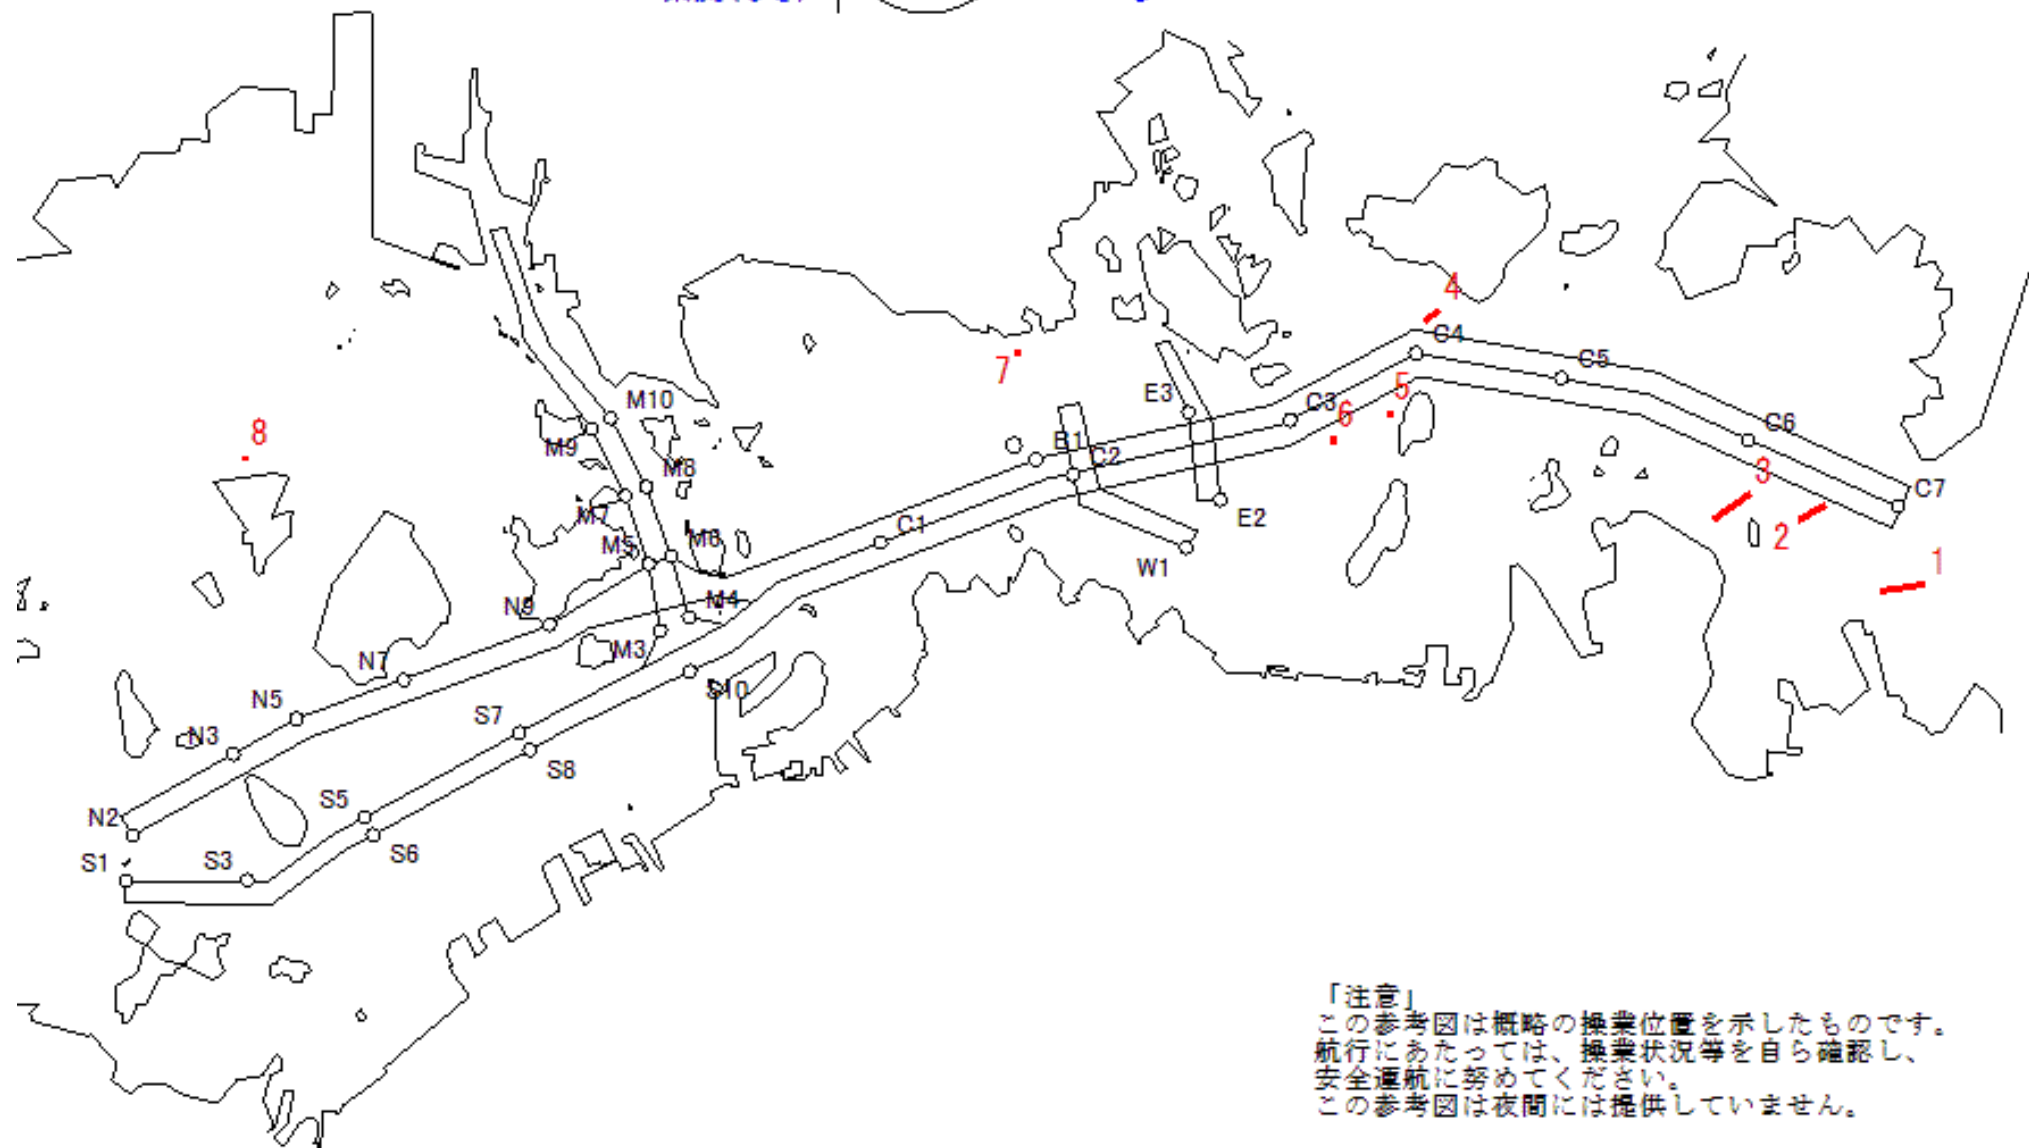 4
C4
C5
7
5
E3
C3
6
M10
C6
8
M9
B1
C2
M8
3
C7
M7
E2
2
M5
M6
C1
W1
1
N9
M4
M3
N7
S10
N5
S7
N3
S8
N2
S5
S1
S3
S6
「注意」
この参考図は概略の操業位置を示したものです。
航行にあたっては、操業状況等を自ら確認し、
安全運航に努めてください。
この参考図は夜間には提供していません。